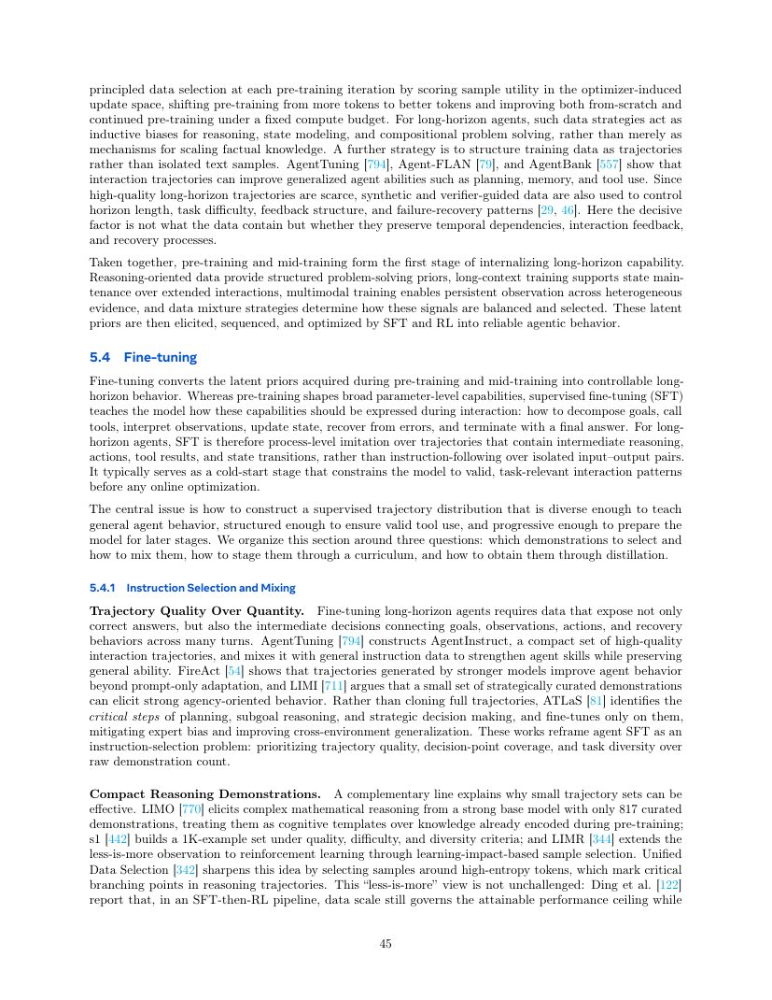 principled data selection at each pre-training iteration by scoring sample utility in the optimizer-induced
update space, shifting pre-training from more tokens to better tokens and improving both from-scratch and
continued pre-training under a fixed compute budget. For long-horizon agents, such data strategies act as
inductive biases for reasoning, state modeling, and compositional problem solving, rather than merely as
mechanisms for scaling factual knowledge. A further strategy is to structure training data as trajectories
rather than isolated text samples. AgentTuning [794], Agent-FLAN [79], and AgentBank [557] show that
interaction trajectories can improve generalized agent abilities such as planning, memory, and tool use. Since
high-quality long-horizon trajectories are scarce, synthetic and verifier-guided data are also used to control
horizon length, task difficulty, feedback structure, and failure-recovery patterns [29, 46]. Here the decisive
factor is not what the data contain but whether they preserve temporal dependencies, interaction feedback,
and recovery processes.
Taken together, pre-training and mid-training form the first stage of internalizing long-horizon capability.
Reasoning-oriented data provide structured problem-solving priors, long-context training supports state main-
tenance over extended interactions, multimodal training enables persistent observation across heterogeneous
evidence, and data mixture strategies determine how these signals are balanced and selected. These latent
priors are then elicited, sequenced, and optimized by SFT and RL into reliable agentic behavior.
5.4 Fine-tuning
Fine-tuning converts the latent priors acquired during pre-training and mid-training into controllable long-
horizon behavior. Whereas pre-training shapes broad parameter-level capabilities, supervised fine-tuning (SFT)
teaches the model how these capabilities should be expressed during interaction: how to decompose goals, call
tools, interpret observations, update state, recover from errors, and terminate with a final answer. For long-
horizon agents, SFT is therefore process-level imitation over trajectories that contain intermediate reasoning,
actions, tool results, and state transitions, rather than instruction-following over isolated input–output pairs.
It typically serves as a cold-start stage that constrains the model to valid, task-relevant interaction patterns
before any online optimization.
The central issue is how to construct a supervised trajectory distribution that is diverse enough to teach
general agent behavior, structured enough to ensure valid tool use, and progressive enough to prepare the
model for later stages. We organize this section around three questions: which demonstrations to select and
how to mix them, how to stage them through a curriculum, and how to obtain them through distillation.
5.4.1 Instruction Selection and Mixing
Trajectory Quality Over Quantity. Fine-tuning long-horizon agents requires data that expose not only
correct answers, but also the intermediate decisions connecting goals, observations, actions, and recovery
behaviors across many turns. AgentTuning [794] constructs AgentInstruct, a compact set of high-quality
interaction trajectories, and mixes it with general instruction data to strengthen agent skills while preserving
general ability. FireAct [54] shows that trajectories generated by stronger models improve agent behavior
beyond prompt-only adaptation, and LIMI [711] argues that a small set of strategically curated demonstrations
can elicit strong agency-oriented behavior. Rather than cloning full trajectories, ATLaS [81] identifies the
critical steps of planning, subgoal reasoning, and strategic decision making, and fine-tunes only on them,
mitigating expert bias and improving cross-environment generalization. These works reframe agent SFT as an
instruction-selection problem: prioritizing trajectory quality, decision-point coverage, and task diversity over
raw demonstration count.
Compact Reasoning Demonstrations. A complementary line explains why small trajectory sets can be
effective. LIMO [770] elicits complex mathematical reasoning from a strong base model with only 817 curated
demonstrations, treating them as cognitive templates over knowledge already encoded during pre-training;
s1 [442] builds a 1K-example set under quality, difficulty, and diversity criteria; and LIMR [344] extends the
less-is-more observation to reinforcement learning through learning-impact-based sample selection. Unified
Data Selection [342] sharpens this idea by selecting samples around high-entropy tokens, which mark critical
branching points in reasoning trajectories. This “less-is-more” view is not unchallenged: Ding et al. [122]
report that, in an SFT-then-RL pipeline, data scale still governs the attainable performance ceiling while
45